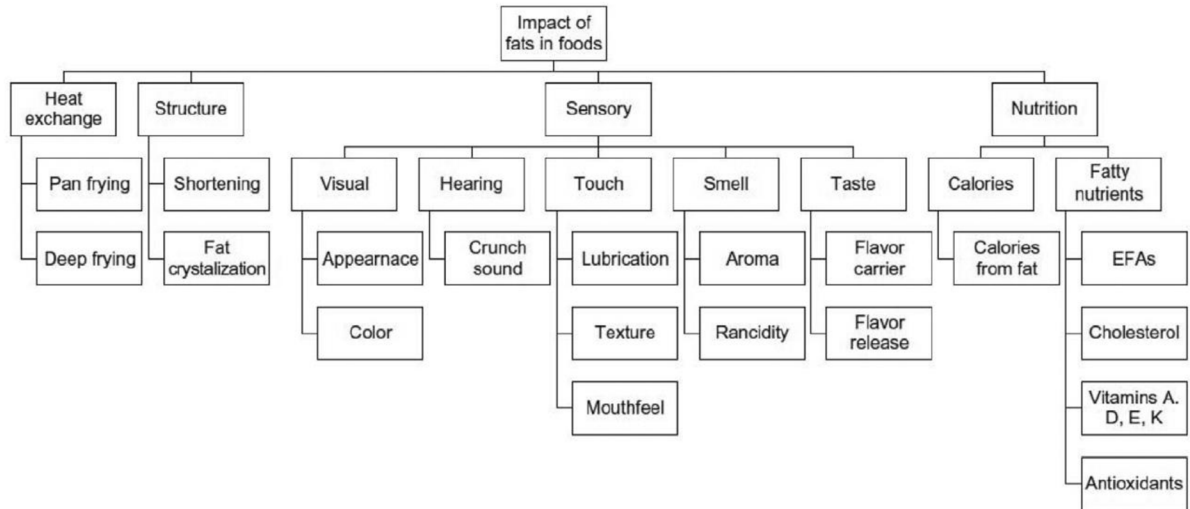 Impact of
fats in foods
Heat
exchange
Structure
Sensory
Nutrition
Pan frying
Shortening
Visual
Hearing
Touch
Smell
Taste
Calories
Fatty
nutrients
Deep frying
Fat
crystalization
Appearnace
Crunch
sound
Lubrication
Aroma
Flavor
carrier
Calories
from fat
EFAs
Color
Texture
Rancidity
Flavor
release
Cholesterol
Mouthfeel
Vitamins A.
D, E, K
Antioxidants